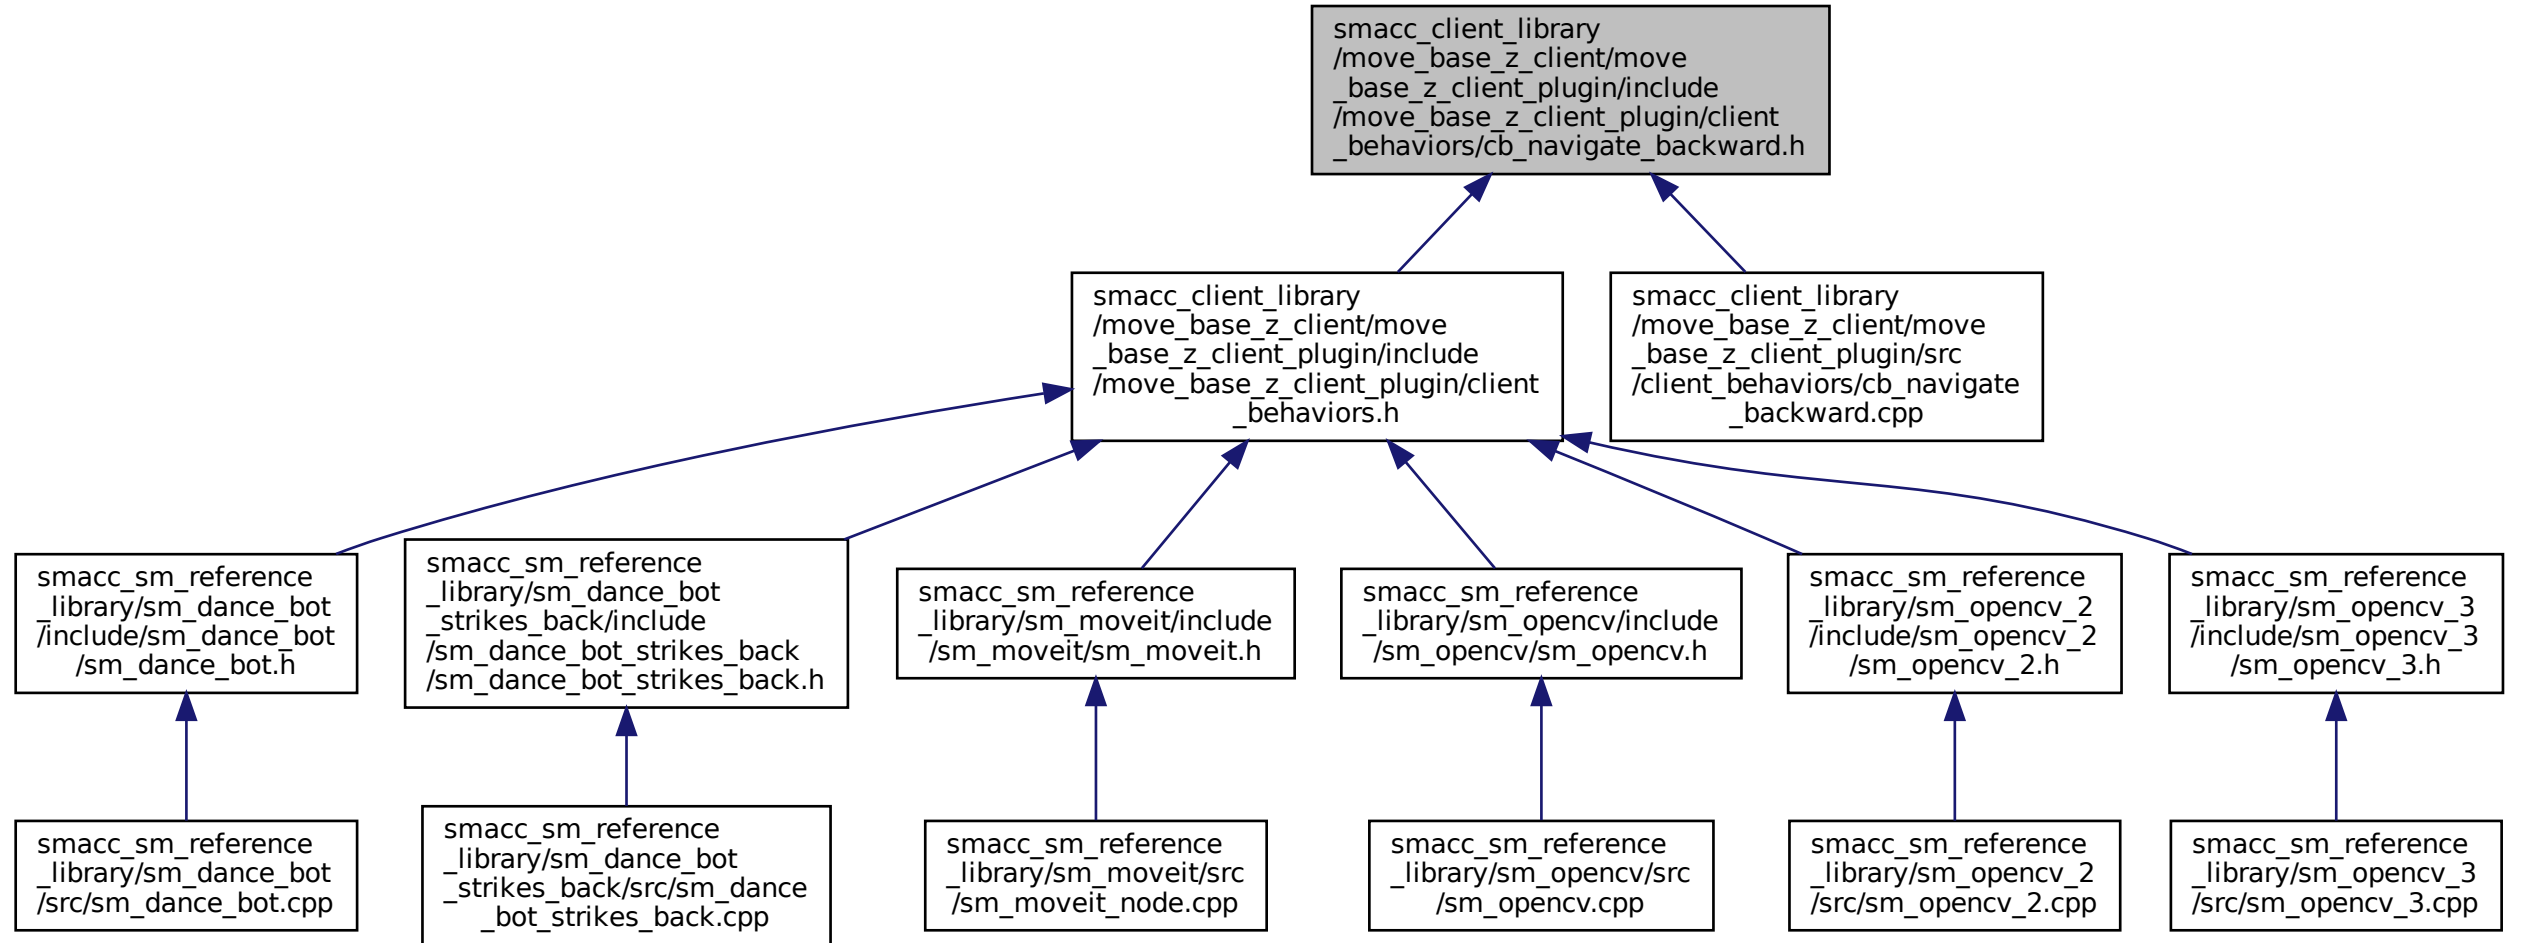 smacc_client_library
/move_base_z_client/move
_base_z_client_plugin/include
/move_base_z_client_plugin/client
_behaviors/cb_navigate_backward.h
smacc_client_library
/move_base_z_client/move
_base_z_client_plugin/include
/move_base_z_client_plugin/client
_behaviors.h
smacc_client_library
/move_base_z_client/move
_base_z_client_plugin/src
/client_behaviors/cb_navigate
_backward.cpp
smacc_sm_reference
_library/sm_dance_bot
/include/sm_dance_bot
/sm_dance_bot.h
smacc_sm_reference
_library/sm_dance_bot
_strikes_back/include
/sm_dance_bot_strikes_back
/sm_dance_bot_strikes_back.h
smacc_sm_reference
_library/sm_moveit/include
/sm_moveit/sm_moveit.h
smacc_sm_reference
_library/sm_opencv/include
/sm_opencv/sm_opencv.h
smacc_sm_reference
_library/sm_opencv_2
/include/sm_opencv_2
/sm_opencv_2.h
smacc_sm_reference
_library/sm_opencv_3
/include/sm_opencv_3
/sm_opencv_3.h
smacc_sm_reference
_library/sm_dance_bot
/src/sm_dance_bot.cpp
smacc_sm_reference
_library/sm_dance_bot
_strikes_back/src/sm_dance
_bot_strikes_back.cpp
smacc_sm_reference
_library/sm_moveit/src
/sm_moveit_node.cpp
smacc_sm_reference
_library/sm_opencv/src
/sm_opencv.cpp
smacc_sm_reference
_library/sm_opencv_2
/src/sm_opencv_2.cpp
smacc_sm_reference
_library/sm_opencv_3
/src/sm_opencv_3.cpp